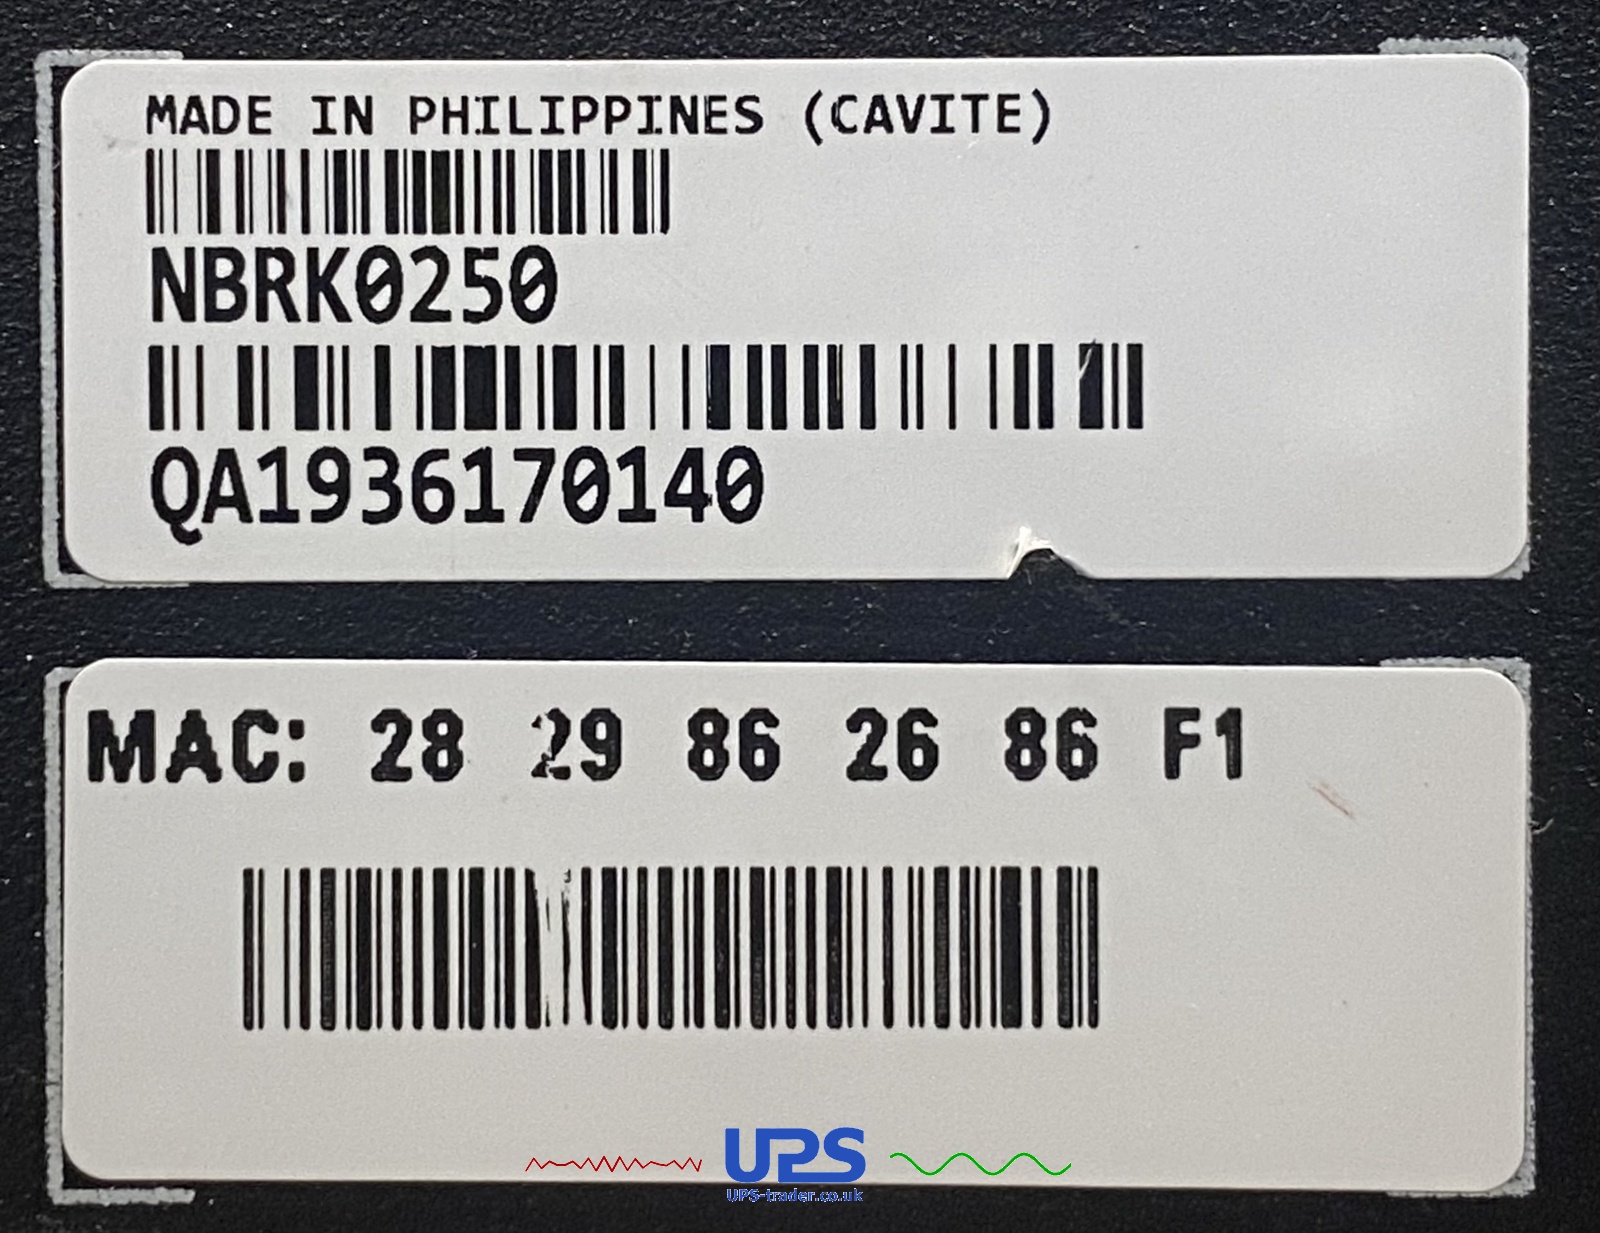 MADE IN PHILIPPINES (CAVITE)
NBRK0250
QA1936170140
MAC: 28 29 86 26 86 F1
UPS
UPS-trader.co.uk